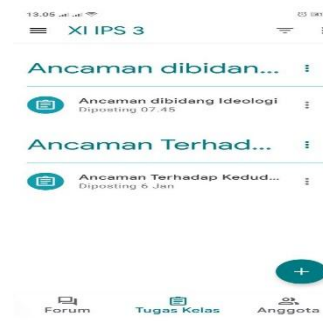 13.05
XI IPS 3
Ancaman dibidan...
Ancaman dibidang Ideologi
Diposting 07.45
Ancaman Terhad...
Ancaman Terhadap Kedud...
Diposting 6 Jan
Forum
Tugas Kelas
Anggota